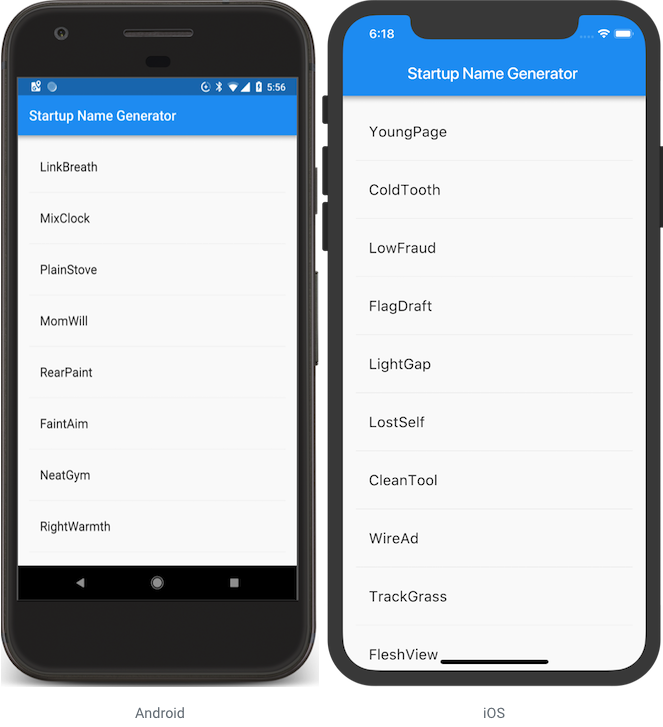 5:56
Startup Name Generator
LinkBreath
MixClock
PlainStove
MomWill
RearPaint
FaintAim
NeatGym
RightWarmth
Android
6:18
Startup Name Generator
YoungPage
ColdTooth
LowFraud
FlagDraft
LightGap
LostSelf
CleanTool
WireAd
TrackGrass
FleshView
iOS